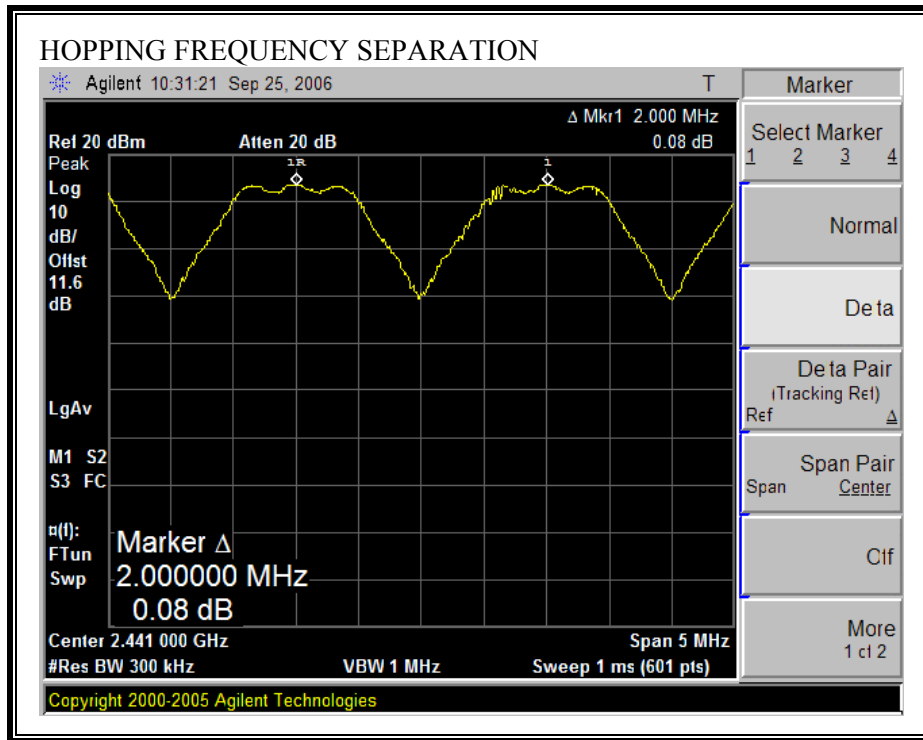 HOPPING FREQUENCY SEPARATION
Agilent 10:31:21 Sep 25, 2006 T
Δ Mkr1 2.000 MHz
Ref 20 dBm Atten 20 dB 0.08 dB
Peak
Log
10
dB/
Offst
11.6
dB
1R
1
LgAv
M1 S2
S3 FC
¤(f):
FTun
Swp
Marker Δ
2.000000 MHz
0.08 dB
Center 2.441 000 GHz Span 5 MHz
#Res BW 300 kHz VBW 1 MHz Sweep 1 ms (601 pts)
Copyright 2000-2005 Agilent Technologies
Marker
Select Marker
1 2 3 4
Normal
Delta
Delta Pair
(Tracking Ref)
Ref Δ
Span Pair
Span Center
Off
More
1 of 2